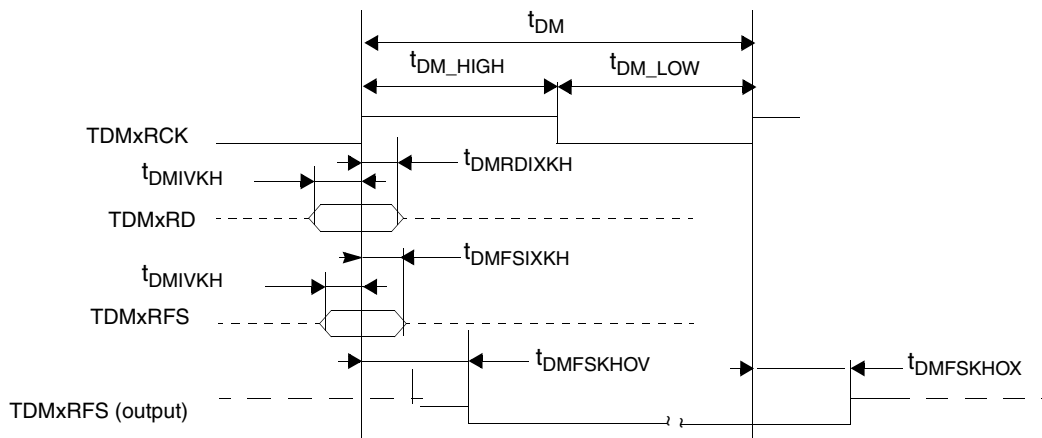 tDM
tDM_HIGH
tDM_LOW
TDMxRCK
tDMIVKH
tDMRDIXKH
TDMxRD
tDMIVKH
tDMFSIXKH
TDMxRFS
tDMFSKHOV
tDMFSKHOX
TDMxRFS (output)
~ ~